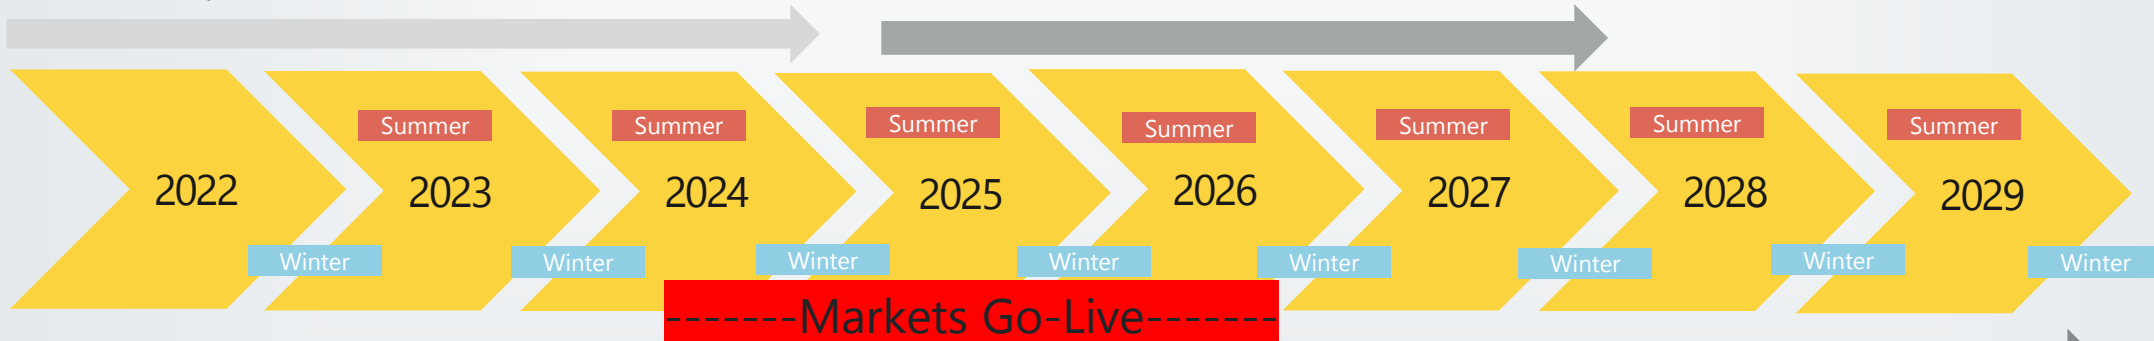 Summer
Summer
Summer
Summer
Summer
Summer
Summer
2022
2023
2024
2025
2026
2027
2028
2029
Winter
Winter
Winter
Winter
Winter
Winter
Winter
Winter
-------Markets Go-Live-------